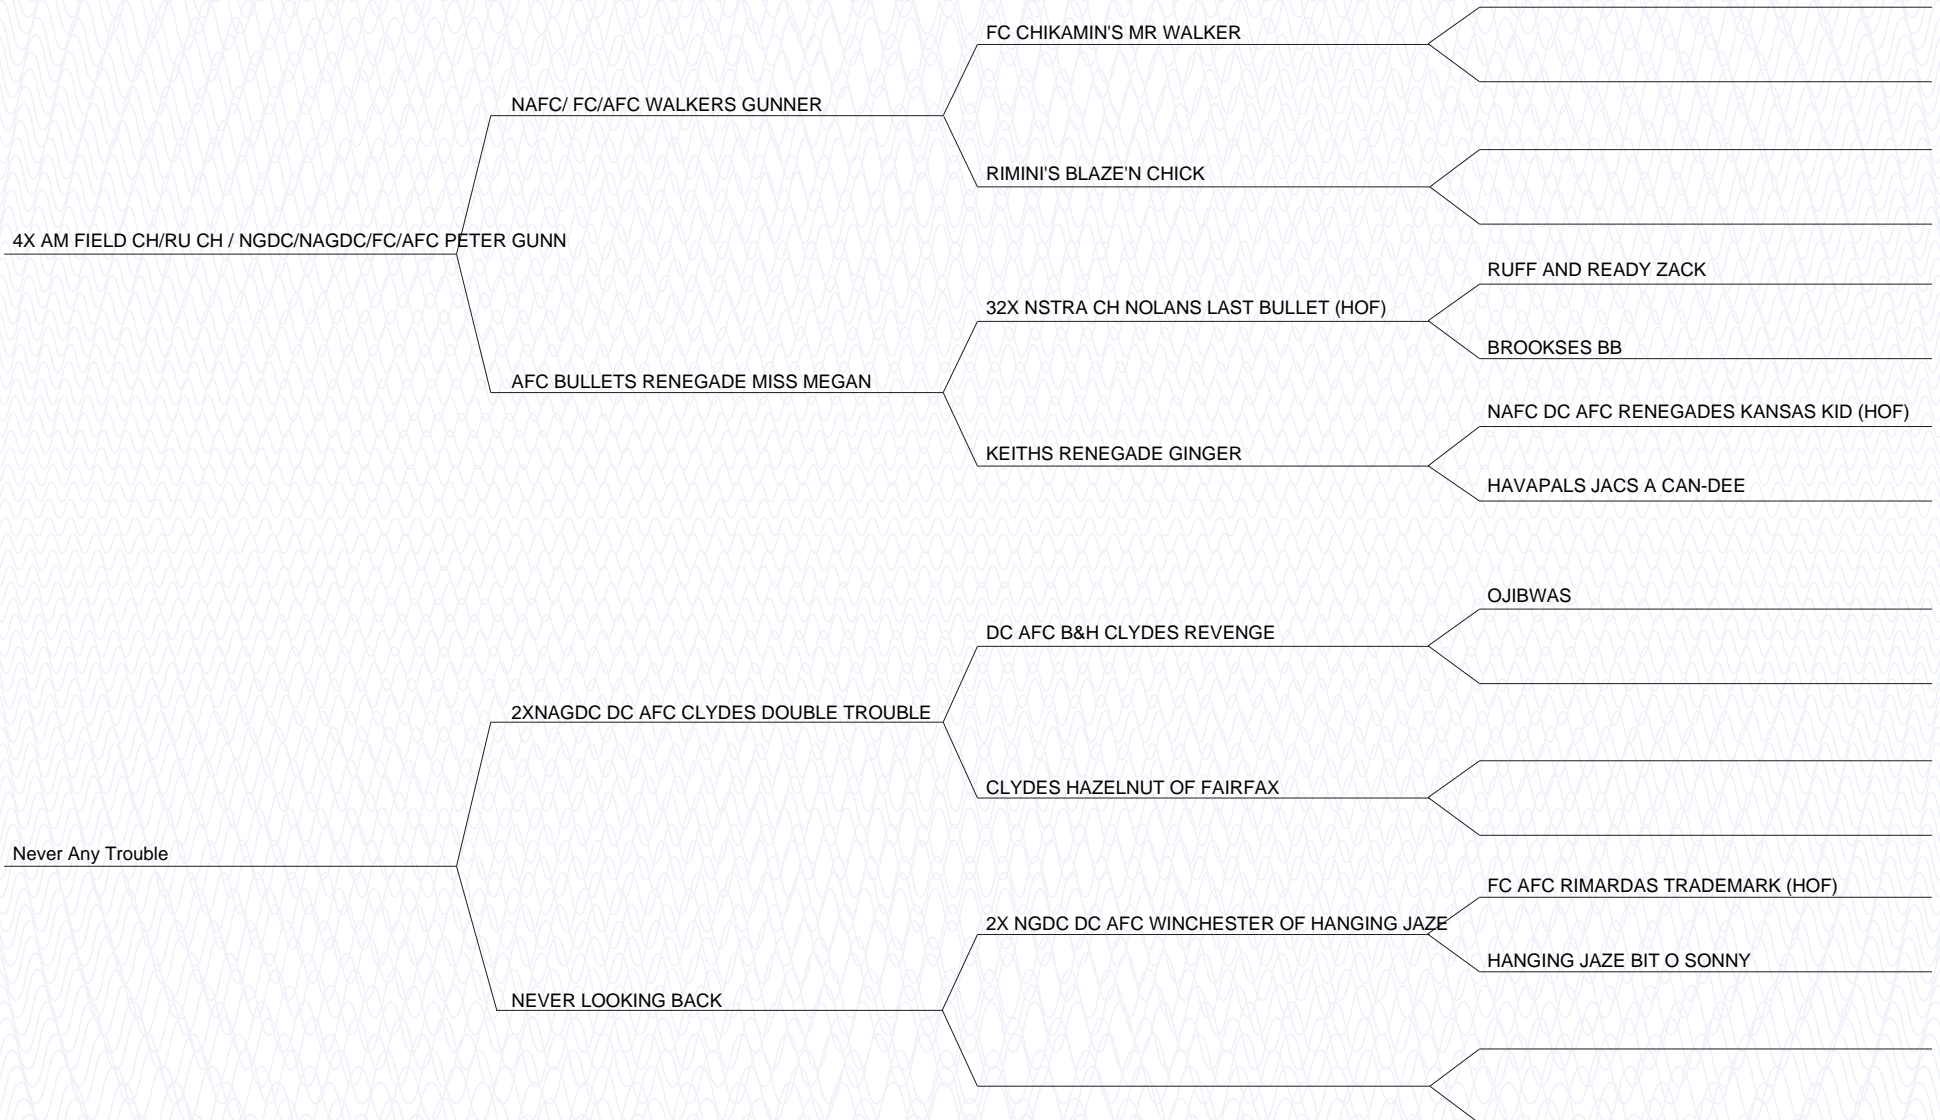 FC CHIKAMIN'S MR WALKER
NAFC/ FC/AFC WALKERS GUNNER
RIMINI'S BLAZE'N CHICK
4X AM FIELD CH/RU CH / NGDC/NAGDC/FC/AFC PETER GUNN
RUFF AND READY ZACK
32X NSTRA CH NOLANS LAST BULLET (HOF)
BROOKSES BB
AFC BULLETS RENEGADE MISS MEGAN
NAFC DC AFC RENEGADES KANSAS KID (HOF)
KEITHS RENEGADE GINGER
HAVAPALS JACS A CAN-DEE
OJIBWAS
DC AFC B&H CLYDES REVENGE
2XNAGDC DC AFC CLYDES DOUBLE TROUBLE
CLYDES HAZELNUT OF FAIRFAX
Never Any Trouble
FC AFC RIMARDAS TRADEMARK (HOF)
2X NGDC DC AFC WINCHESTER OF HANGING JAZE
HANGING JAZE BIT O SONNY
NEVER LOOKING BACK